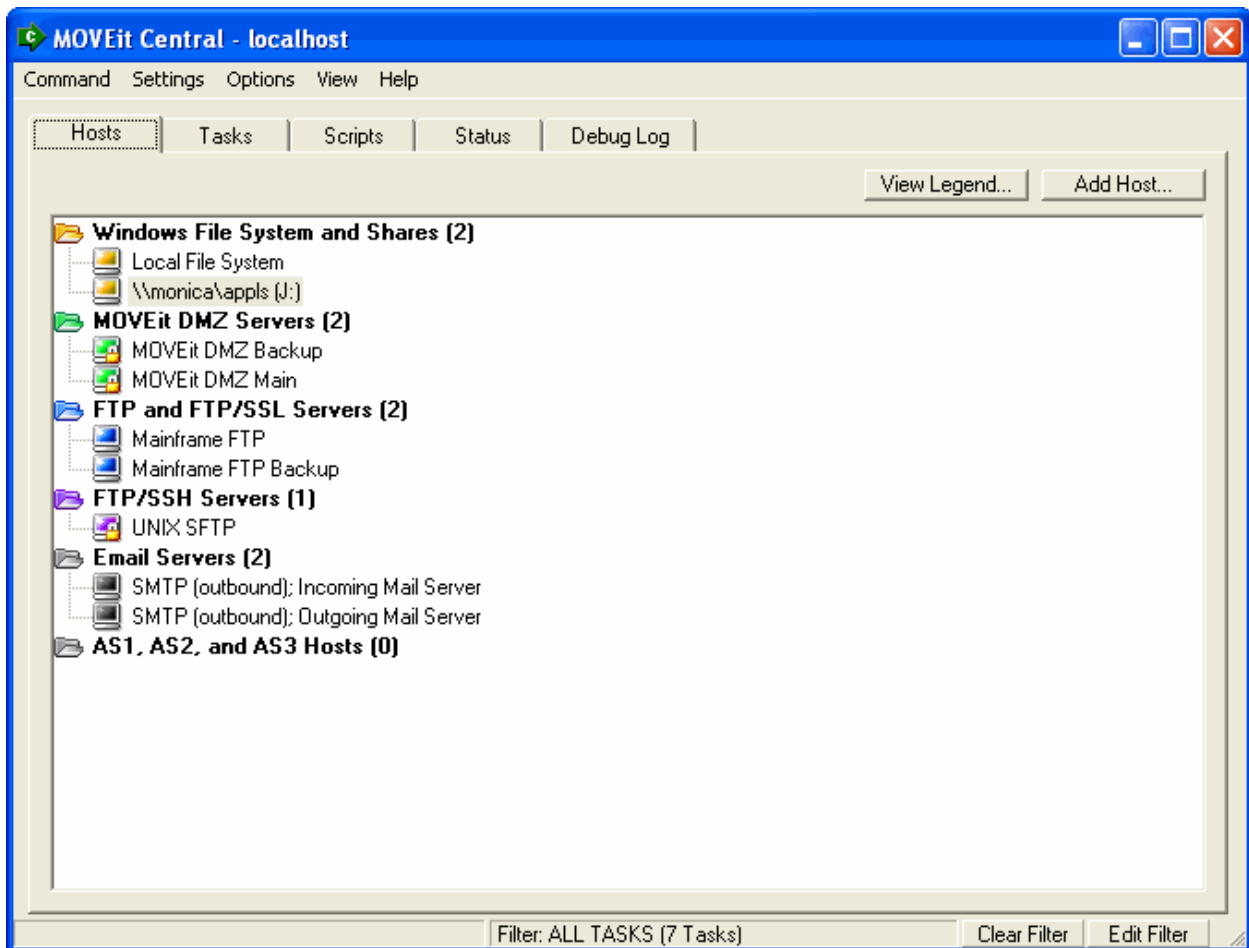 MOVEit Central - localhost
Command Settings Options View Help
Hosts Tasks Scripts Status Debug Log
View Legend... Add Host...
Windows File System and Shares (2)
Local File System
\\monica\appls (J:)
MOVEit DMZ Servers (2)
MOVEit DMZ Backup
MOVEit DMZ Main
FTP and FTP/SSL Servers (2)
Mainframe FTP
Mainframe FTP Backup
FTP/SSH Servers (1)
UNIX SFTP
Email Servers (2)
SMTP (outbound); Incoming Mail Server
SMTP (outbound); Outgoing Mail Server
AS1, AS2, and AS3 Hosts (0)
Filter: ALL TASKS (7 Tasks) Clear Filter Edit Filter